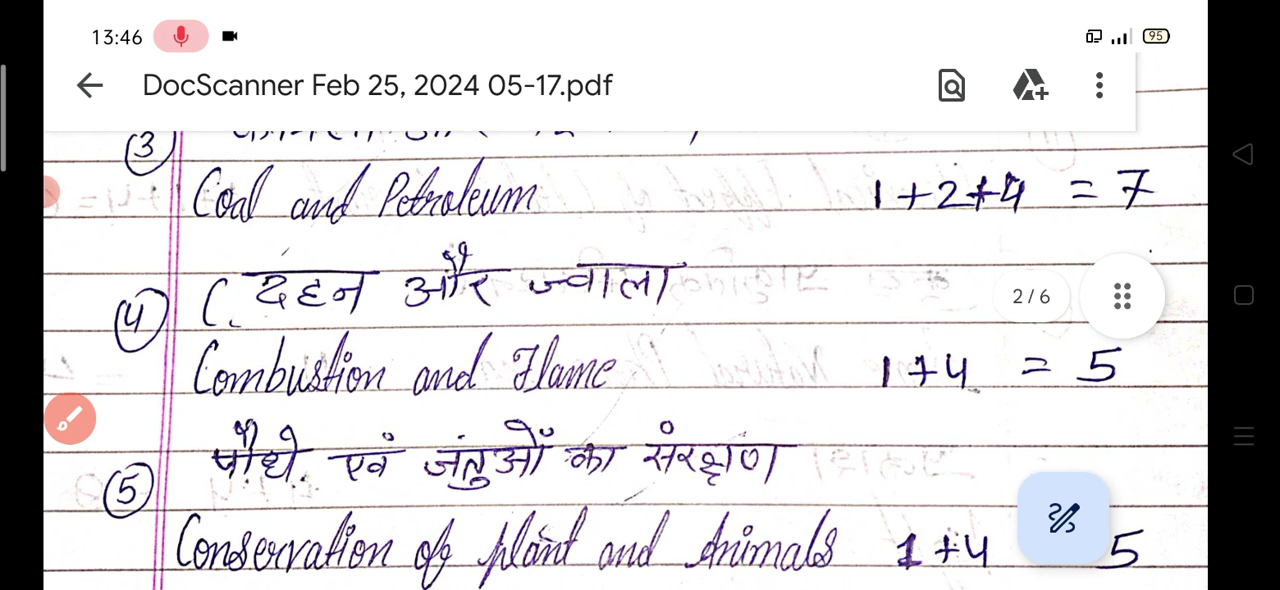 13:46 95
DocScanner Feb 25, 2024 05-17.pdf
3
Coal and Petroleum 1+2+4 = 7
4 ( दहन और ज्वाला
2/6
Combustion and Flame 1+4 = 5
5 पौधे एवं जंतुओं का संरक्षण
Conservation of plant and Animals 1+4 5